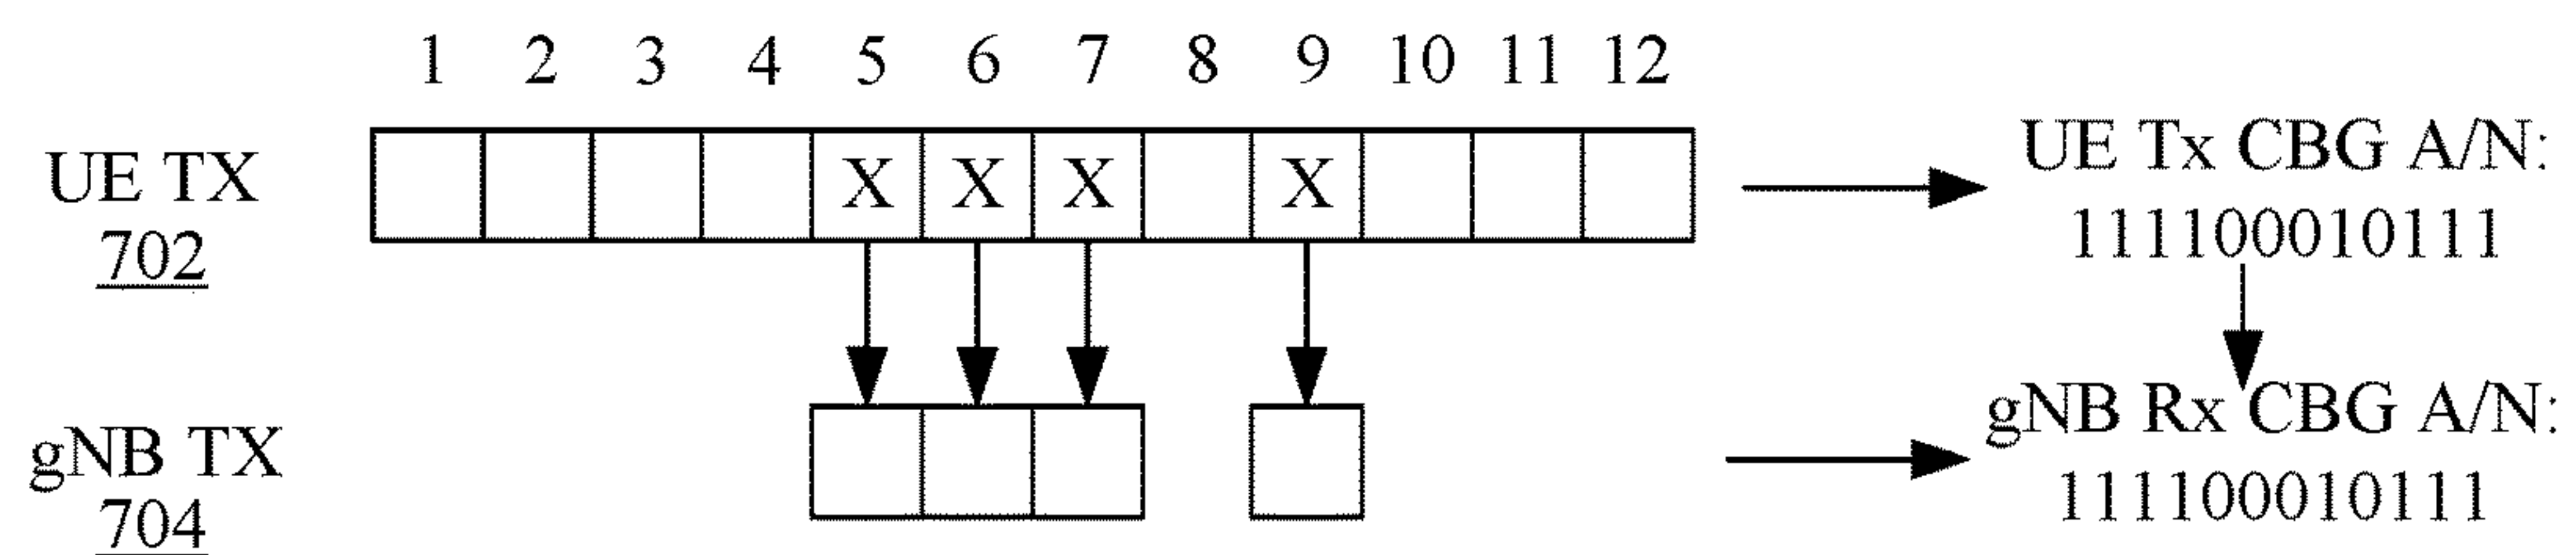 1 2 3 4 5 6 7 8 9 10 11 12
UE TX
702
X X X X
UE Tx CBG A/N:
111100010111
gNB TX
704
gNB Rx CBG A/N:
111100010111